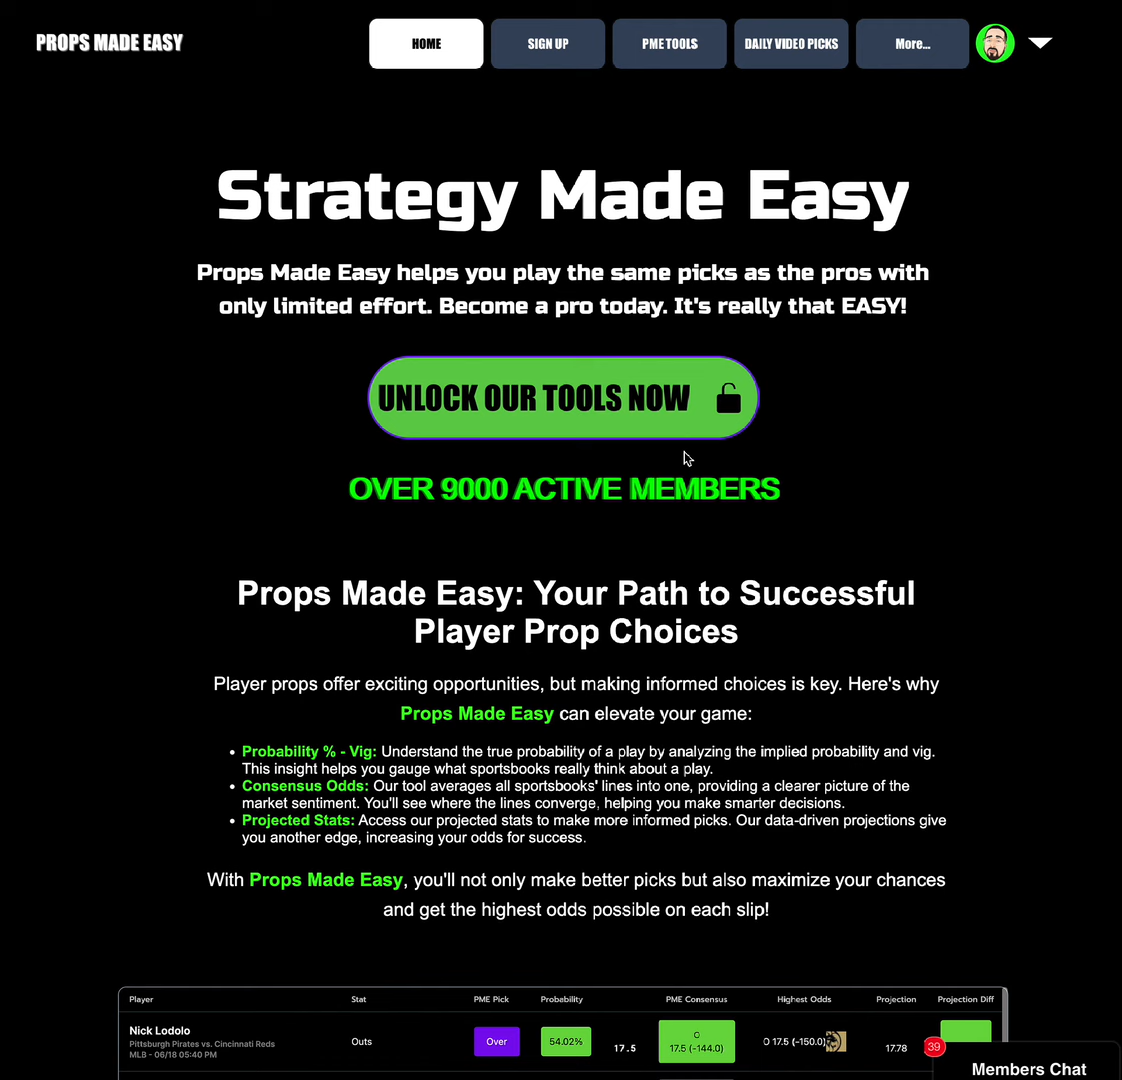 PROPS MADE EASY
HOME
SIGN UP
PME TOOLS
DAILY VIDEO PICKS
More...
Strategy Made Easy
Props Made Easy helps you play the same picks as the pros with
only limited effort. Become a pro today. It's really that EASY!
UNLOCK OUR TOOLS NOW
OVER 9000 ACTIVE MEMBERS
Props Made Easy: Your Path to Successful
Player Prop Choices
Player props offer exciting opportunities, but making informed choices is key. Here's why
Props Made Easy can elevate your game:
• Probability % - Vig: Understand the true probability of a play by analyzing the implied probability and vig.
This insight helps you gauge what sportsbooks really think about a play.
• Consensus Odds: Our tool averages all sportsbooks' lines into one, providing a clearer picture of the
market sentiment. You'll see where the lines converge, helping you make smarter decisions.
• Projected Stats: Access our projected stats to make more informed picks. Our data-driven projections give
you another edge, increasing your odds for success.
With Props Made Easy, you'll not only make better picks but also maximize your chances
and get the highest odds possible on each slip!
Player Stat PME Pick Probability PME Consensus Highest Odds Projection Projection Diff
Nick Lodolo
Pittsburgh Pirates vs. Cincinnati Reds
MLB - 06/18 05:40 PM
Outs
Over
54.02%
17.5
O
17.5 (-144.0)
O 17.5 (-150.0)
17.78
39
Members Chat